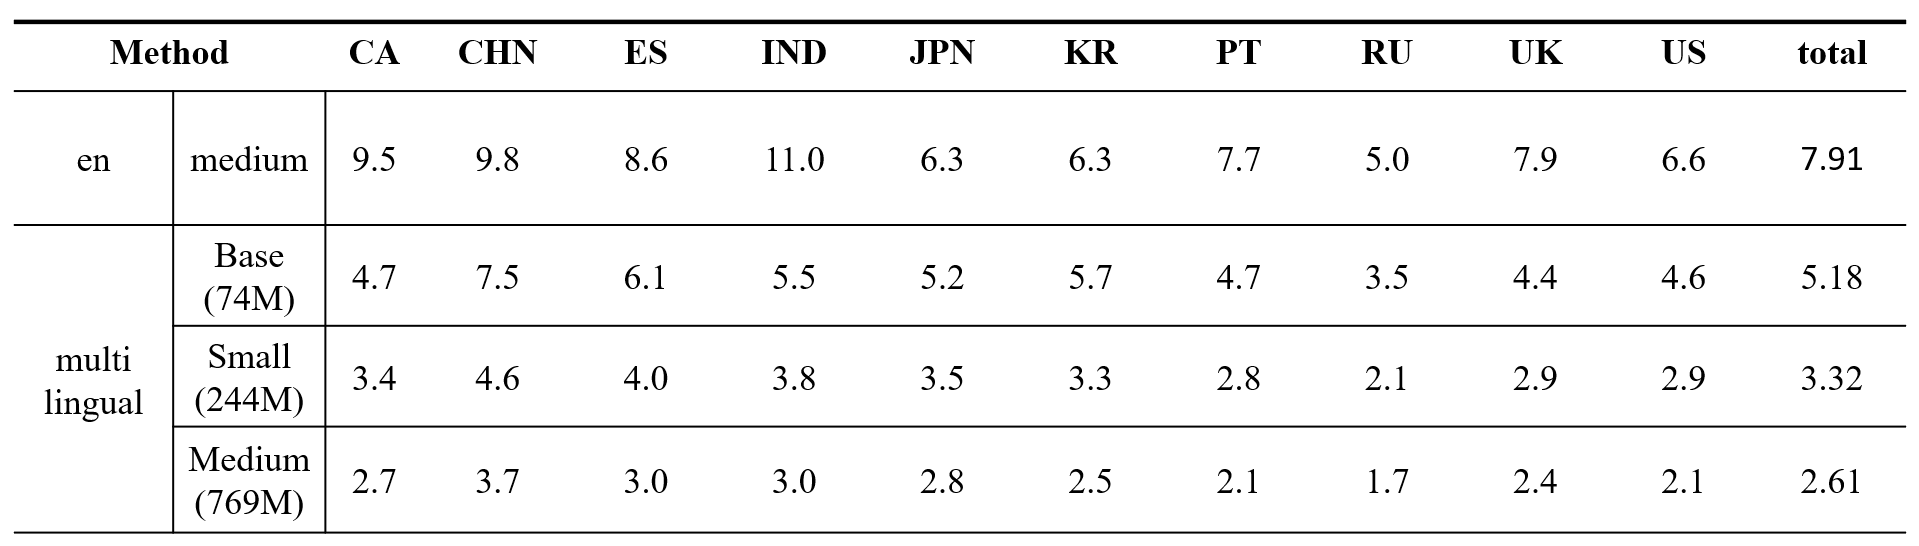 Method CA CHN ES IND JPN KR PT RU UK US total
en medium 9.5 9.8 8.6 11.0 6.3 6.3 7.7 5.0 7.9 6.6 7.91
multi
lingual
Base
(74M)
4.7 7.5 6.1 5.5 5.2 5.7 4.7 3.5 4.4 4.6 5.18
Small
(244M)
3.4 4.6 4.0 3.8 3.5 3.3 2.8 2.1 2.9 2.9 3.32
Medium
(769M)
2.7 3.7 3.0 3.0 2.8 2.5 2.1 1.7 2.4 2.1 2.61